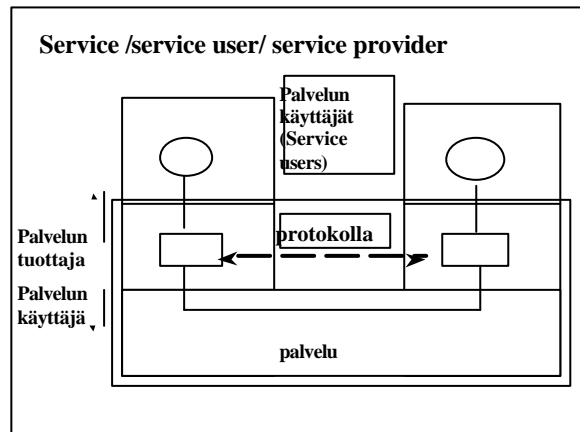 Service /service user/ service provider
Palvelun
käyttäjät
(Service
users)
protokolla
Palvelun
tuottaja
Palvelun
käyttäjä
palvelu